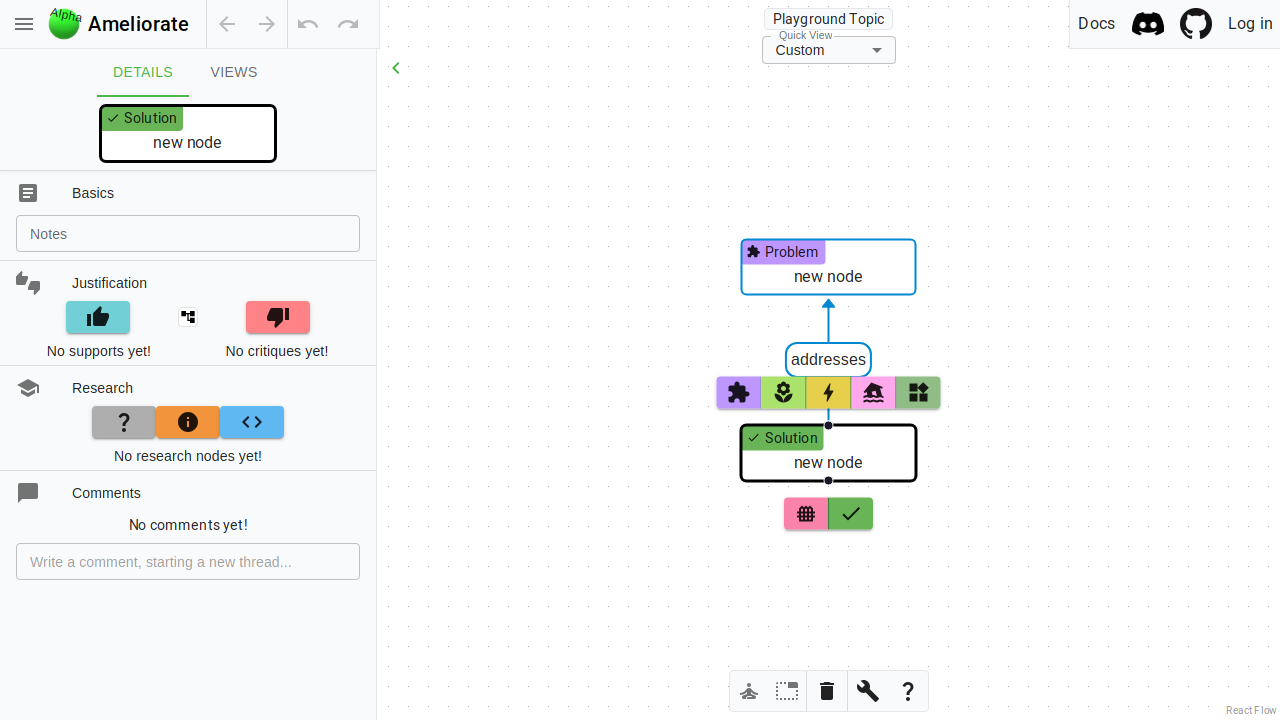 Alpha
Ameliorate
Playground Topic
Quick View
Custom
Docs
Log in
DETAILS
VIEWS
Solution
new node
Basics
Notes
Justification
No supports yet!
No critiques yet!
Research
?
No research nodes yet!
Comments
No comments yet!
Write a comment, starting a new thread...
Problem
new node
addresses
Solution
new node
?
React Flow